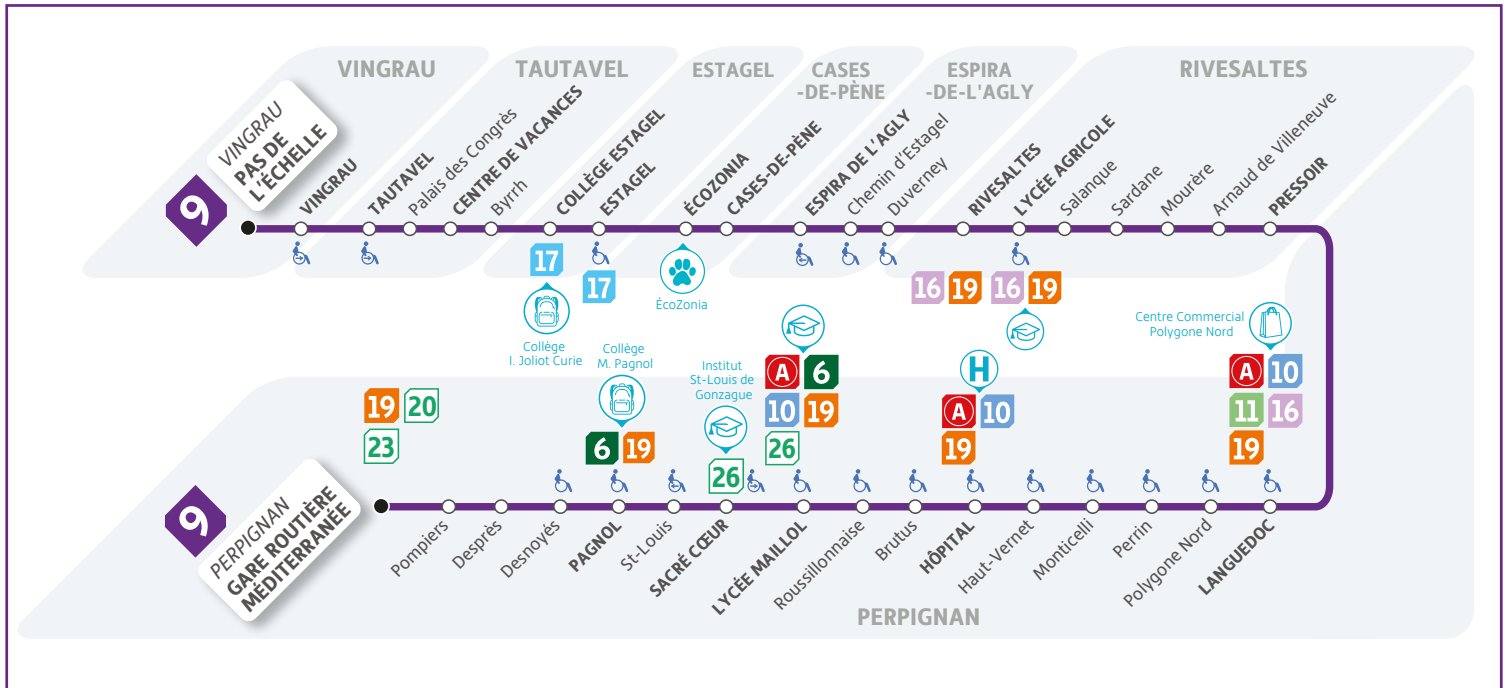 VINGRAU
TAUTAVEL
ESTAGEL
CASES
-DE-PÈNE
ESPIRA
-DE-L'AGLY
RIVESALTES
9
VINGRAU
PAS DE
L'ÉCHELLE
VINGRAU
TAUTAVEL
Palais des Congrès
CENTRE DE VACANCES
Byrrh
COLLÈGE ESTAGEL
ESTAGEL
ÉCOZONIA
CASES-DE-PÈNE
ESPIRA DE L'AGLY
Chemin d'Estagel
Duverney
RIVESALTES
LYCÉE AGRICOLE
Salanque
Sardane
Mourère
Arnaud de Villeneuve
PRESSOIR
17
17
16 19
16 19
ÉcoZonia
Collège
I. Joliot Curie
Collège
M. Pagnol
Institut
St-Louis de
Gonzague
Centre Commercial
Polygone Nord
19 20
23
6 19
26
A 6
10 19
26
H
A 10
19
A 10
11 16
19
9
PERPIGNAN
GARE ROUTIÈRE
MÉDITERRANÉE
Pompiers
Desprès
Desnoyés
PAGNOL
St-Louis
SACRÉ CŒUR
LYCÉE MAILLOL
Roussillonnaise
Brutus
HÔPITAL
Haut-Vernet
Monticelli
Perrin
Polygone Nord
LANGUEDOC
PERPIGNAN